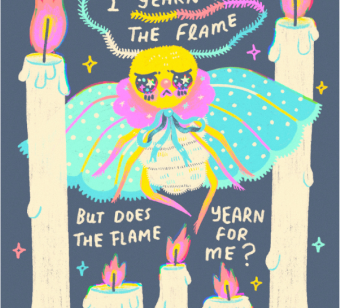 I YEARN
THE FLAME
BUT DOES
THE FLAME
YEARN
FOR
ME?